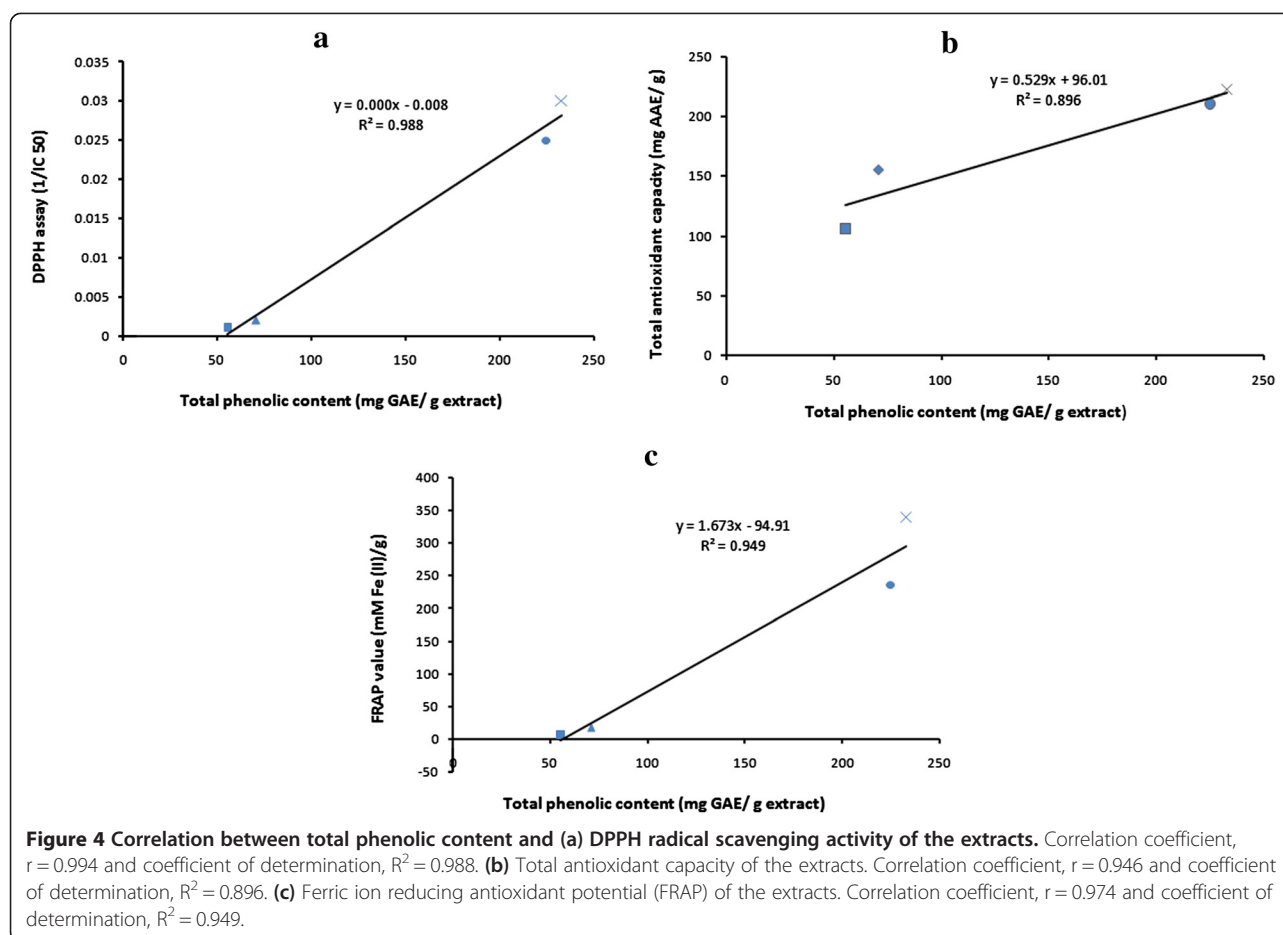 a
0.035
0.03
0.025
0.02
0.015
0.01
0.005
0
DPPH assay (1/IC 50)
y = 0.000x - 0.008
R² = 0.988
0 50 100 150 200 250
Total phenolic content (mg GAE/ g extract)
b
250
200
150
100
50
0
Total antioxidant capacity (mg AAE/ g)
y = 0.529x + 96.01
R² = 0.896
0 50 100 150 200 250
Total phenolic content (mg GAE/ g extract)
c
400
350
300
250
200
150
100
50
0
-50
FRAP value (mM Fe (II)/g)
y = 1.673x - 94.91
R² = 0.949
0 50 100 150 200 250
Total phenolic content (mg GAE/ g extract)
Figure 4 Correlation between total phenolic content and (a) DPPH radical scavenging activity of the extracts. Correlation coefficient,
r = 0.994 and coefficient of determination, R² = 0.988. (b) Total antioxidant capacity of the extracts. Correlation coefficient, r = 0.946 and coefficient
of determination, R² = 0.896. (c) Ferric ion reducing antioxidant potential (FRAP) of the extracts. Correlation coefficient, r = 0.974 and coefficient of
determination, R² = 0.949.